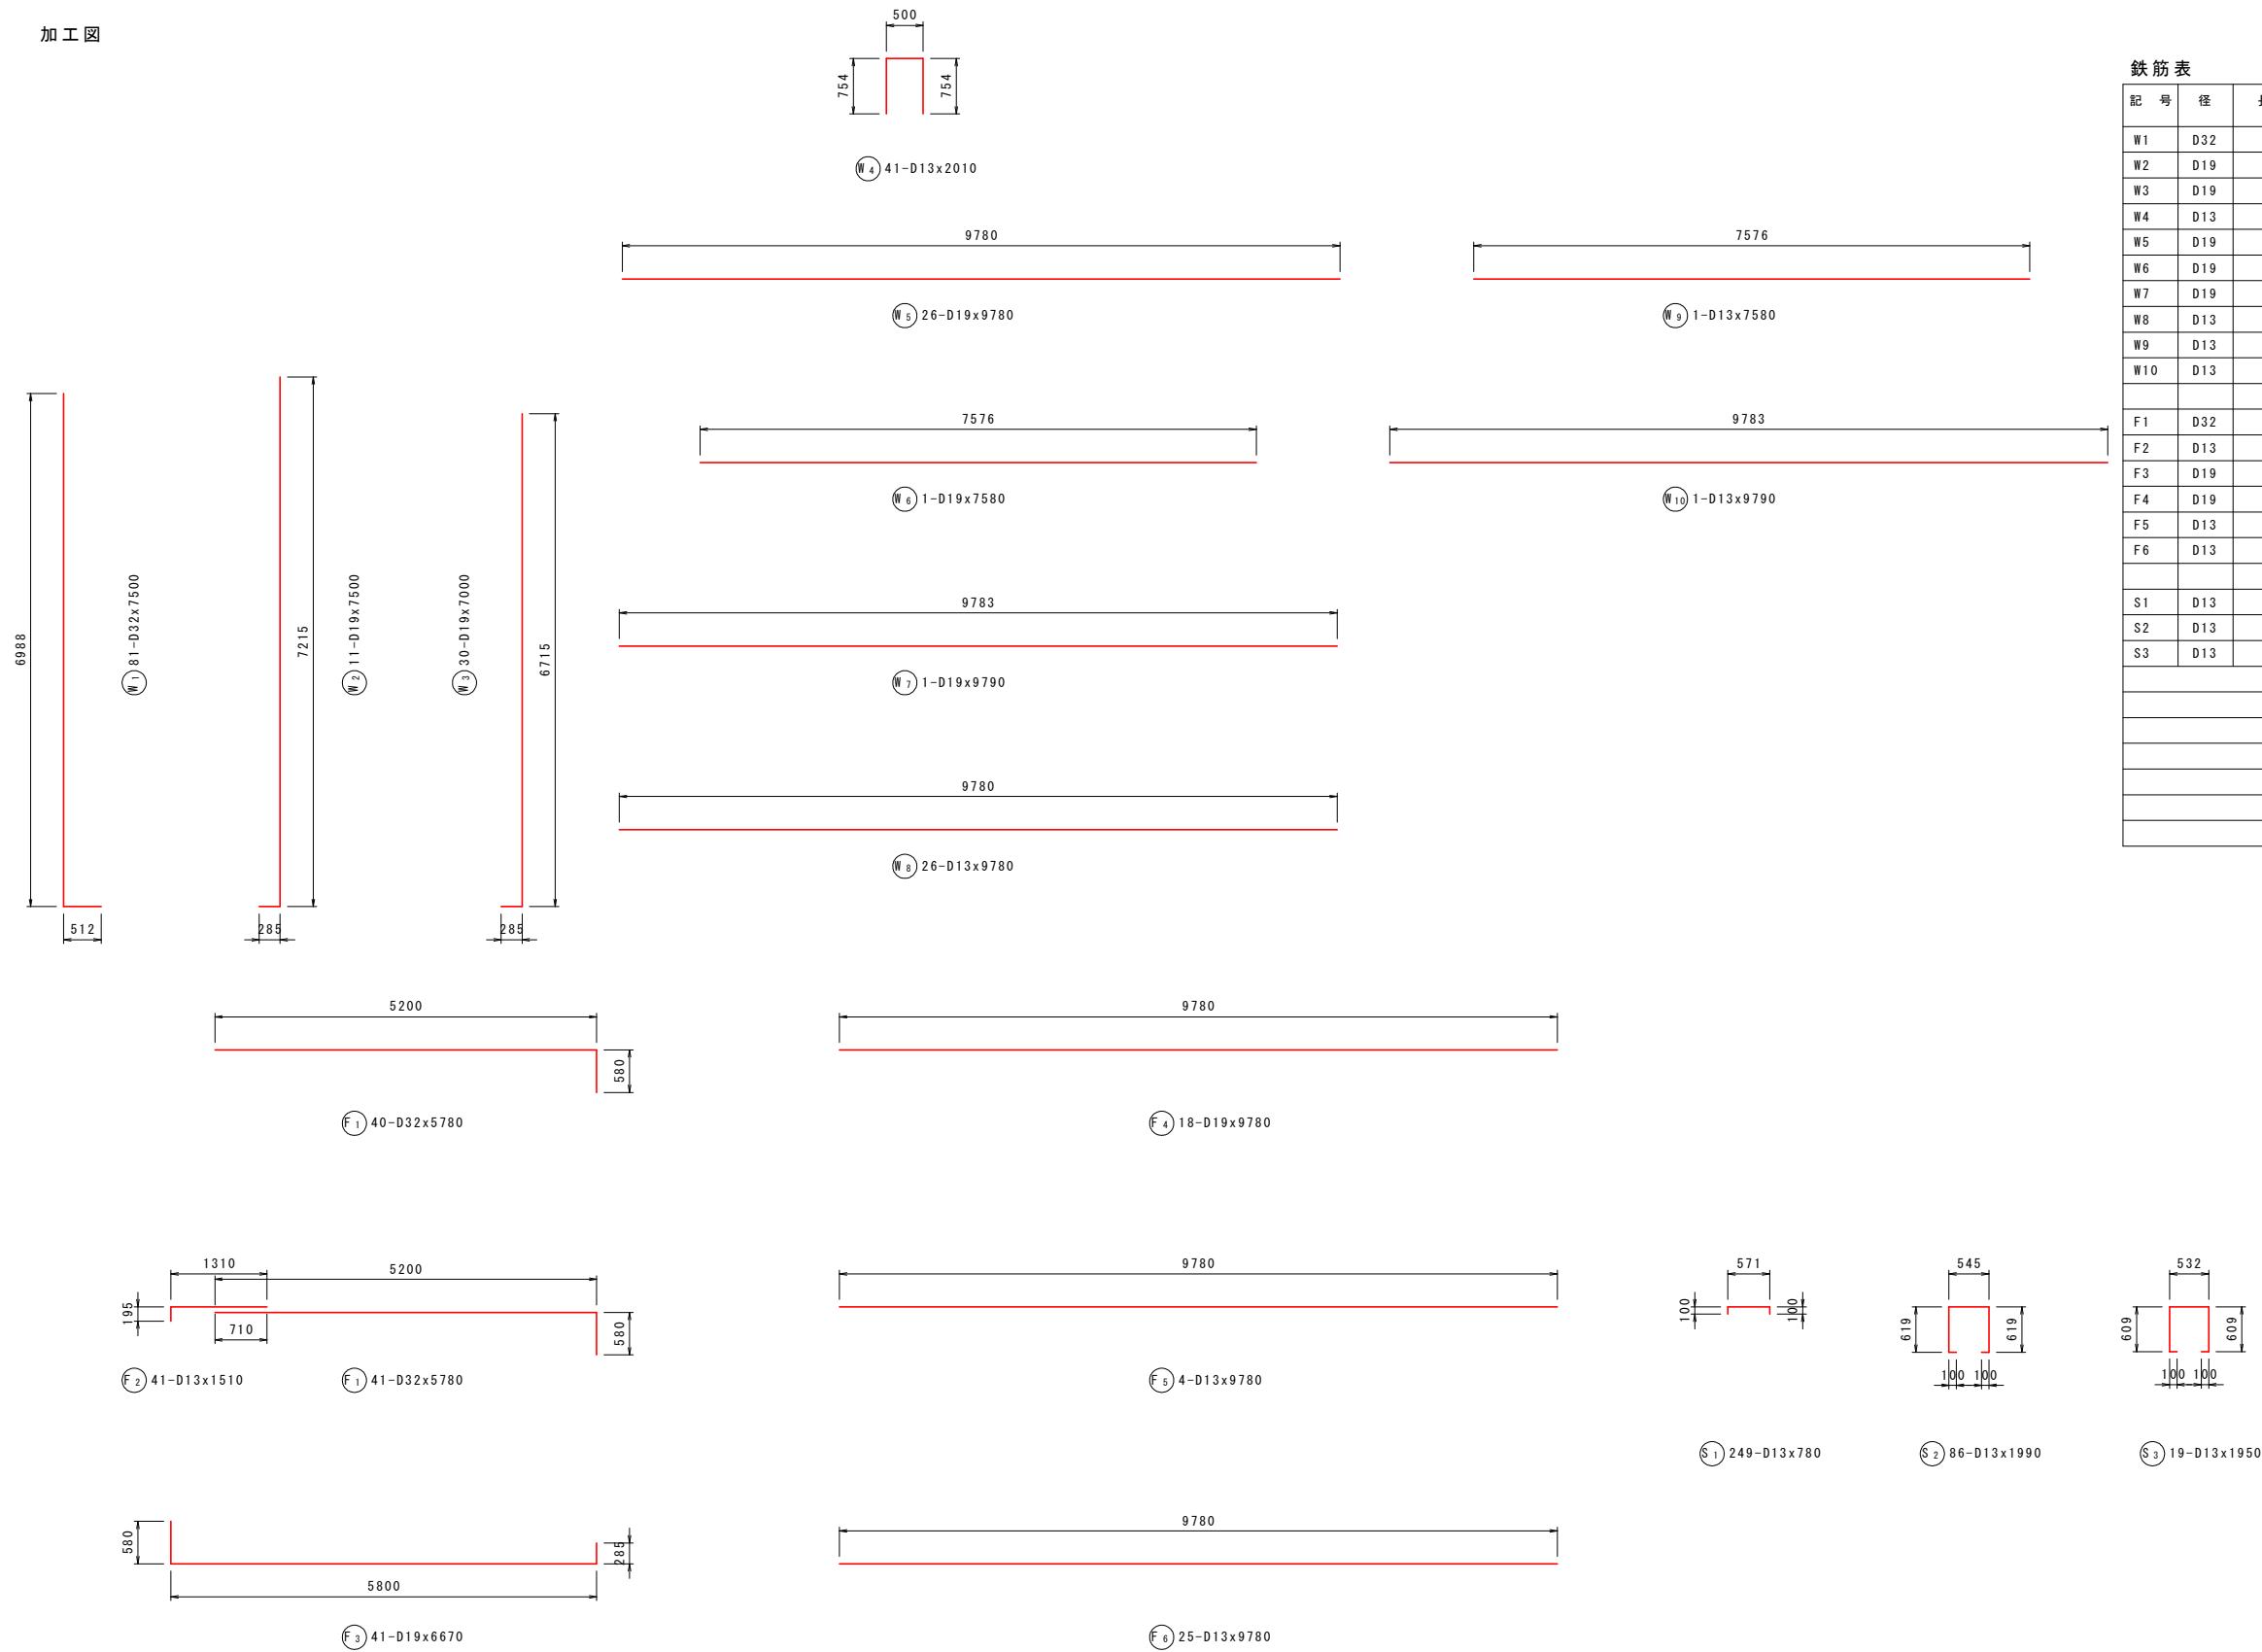 加工図
500
754
754
W4 41-D13x2010
9780
W5 26-D19x9780
7576
W9 1-D13x7580
7576
W6 1-D19x7580
9783
W10 1-D13x9790
9783
W7 1-D19x9790
9780
W8 26-D13x9780
6988
512
W1 81-D32x7500
7215
285
W2 11-D19x7500
W3 30-D19x7000
6715
285
5200
580
F1 40-D32x5780
9780
F4 18-D19x9780
1310
195
710
5200
580
F2 41-D13x1510
F1 41-D32x5780
9780
F5 4-D13x9780
571
100
100
S1 249-D13x780
545
619
619
100
100
S2 86-D13x1990
532
609
609
100
100
S3 19-D13x1950
580
285
5800
F3 41-D19x6670
9780
F6 25-D13x9780
鉄筋表
記号 径
W1 D32
W2 D19
W3 D19
W4 D13
W5 D19
W6 D19
W7 D19
W8 D13
W9 D13
W10 D13
F1 D32
F2 D13
F3 D19
F4 D19
F5 D13
F6 D13
S1 D13
S2 D13
S3 D13